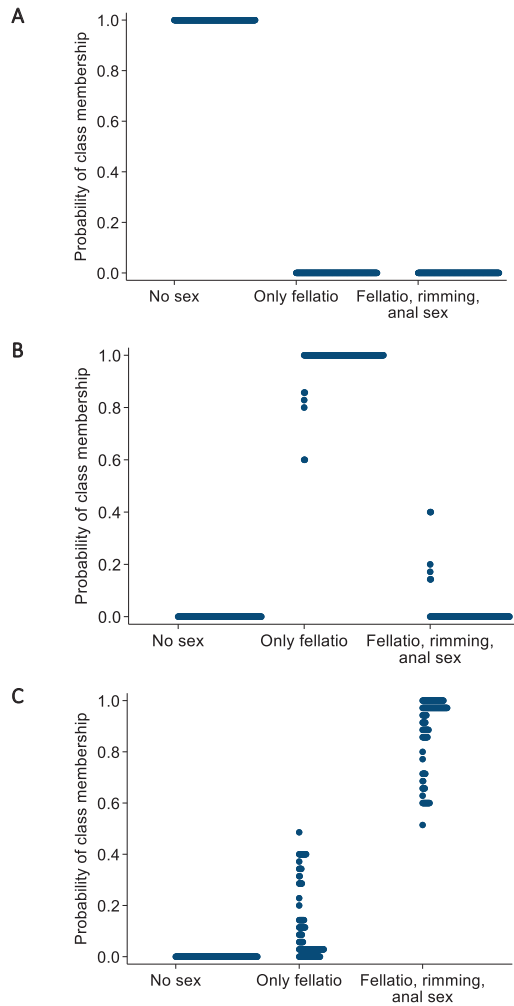 A
Probability of class membership
1.0
0.8
0.6
0.4
0.2
0.0
No sex
Only fellatio
Fellatio, rimming,
anal sex
B
Probability of class membership
1.0
0.8
0.6
0.4
0.2
0.0
No sex
Only fellatio
Fellatio, rimming,
anal sex
C
Probability of class membership
1.0
0.8
0.6
0.4
0.2
0.0
No sex
Only fellatio
Fellatio, rimming,
anal sex